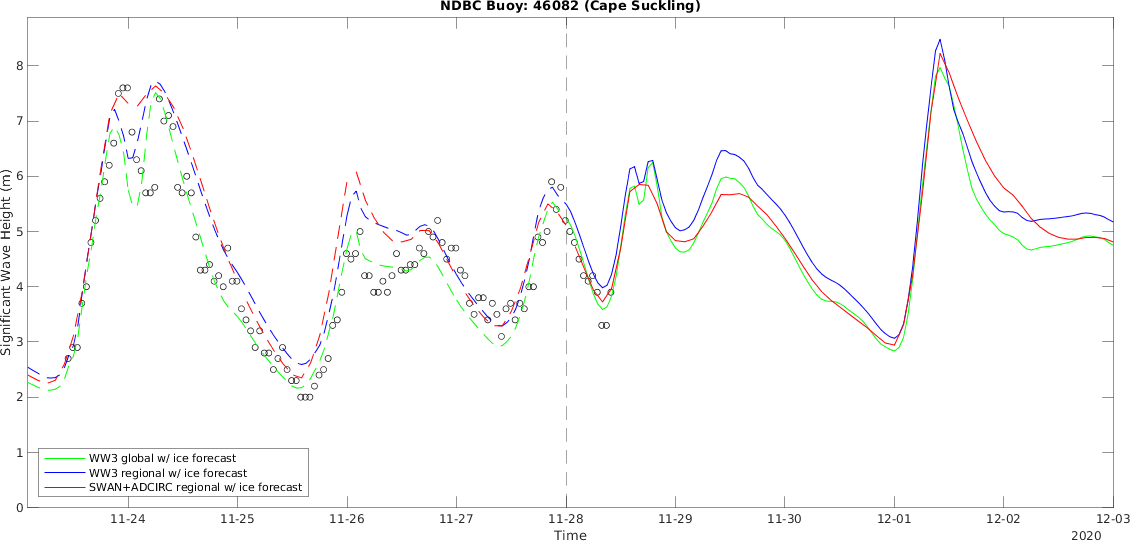 NDBC Buoy: 46082 (Cape Suckling)
Significant Wave Height (m)
8
7
6
5
4
3
2
1
0
WW3 global w/ ice forecast
WW3 regional w/ ice forecast
SWAN+ADCIRC regional w/ ice forecast
11-24 11-25 11-26 11-27 11-28 11-29 11-30 12-01 12-02 12-03
Time
2020